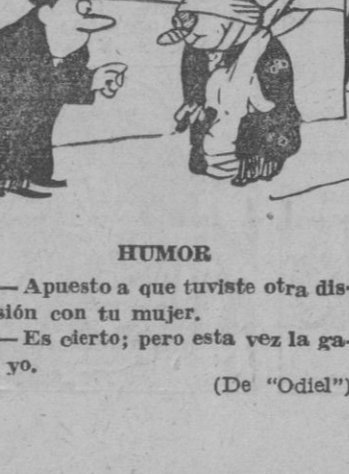 HUMOR
— Apuesto a que tuviste otra dis-
sión con tu mujer.
— Es cierto; pero esta vez la ga-
yo.
(De "Odiel")